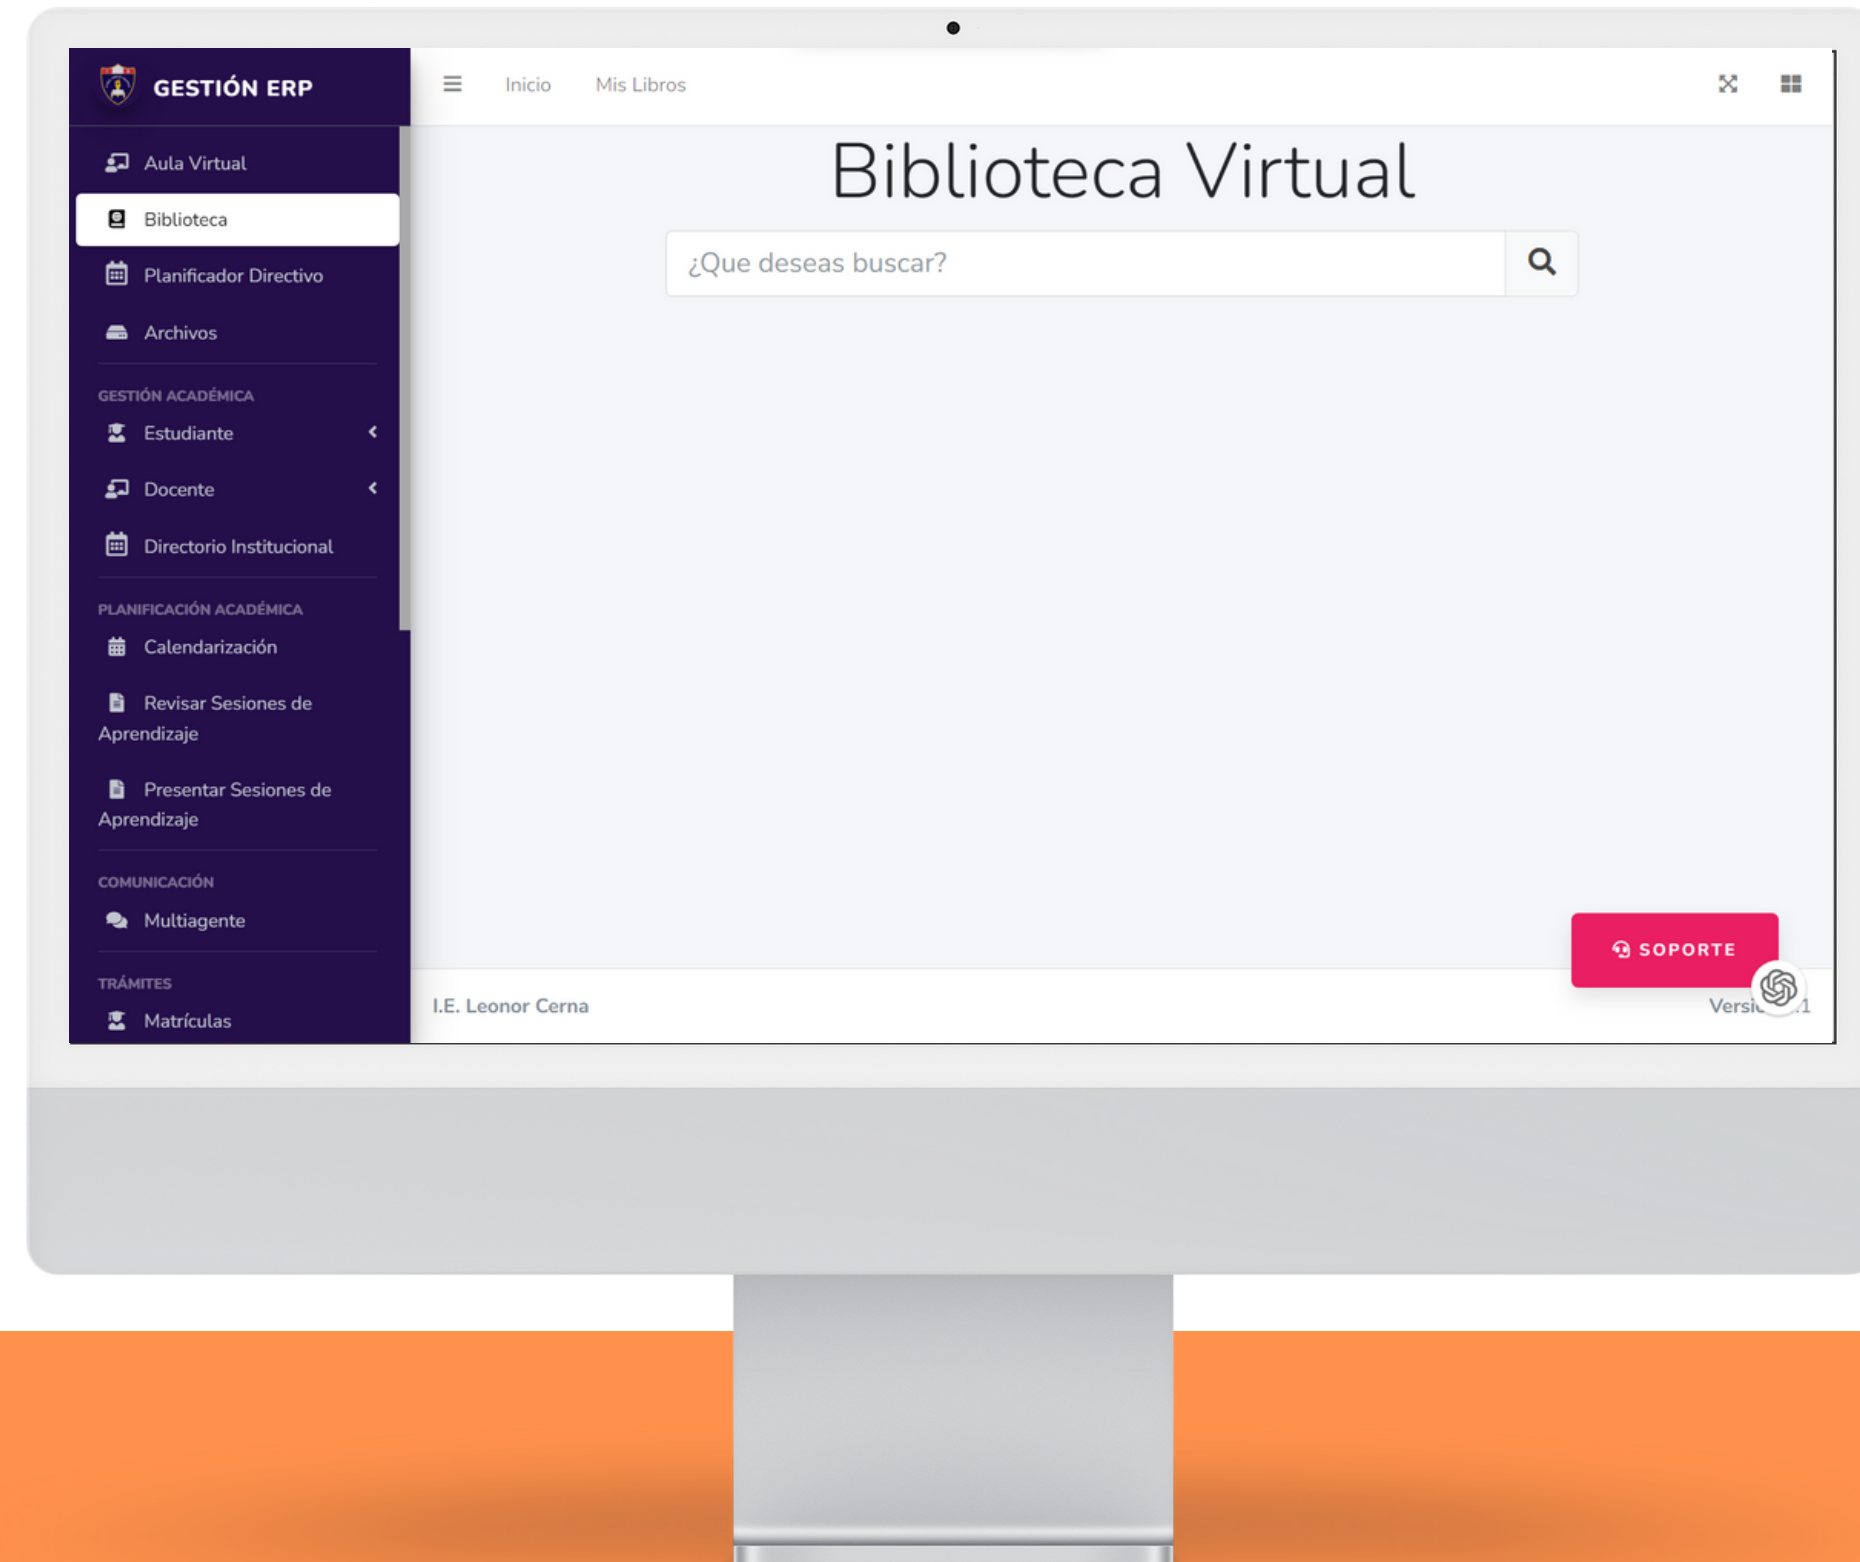 GESTIÓN ERP
Inicio Mis Libros
Aula Virtual
Biblioteca
Planificador Directivo
Archivos
GESTIÓN ACADÉMICA
Estudiante
Docente
Directorio Institucional
PLANIFICACIÓN ACADÉMICA
Calendarización
Revisar Sesiones de
Aprendizaje
Presentar Sesiones de
Aprendizaje
COMUNICACIÓN
Multiagente
TRÁMITES
Matrículas
Biblioteca Virtual
¿Que deseas buscar?
SOPORTE
I.E. Leonor Cerna